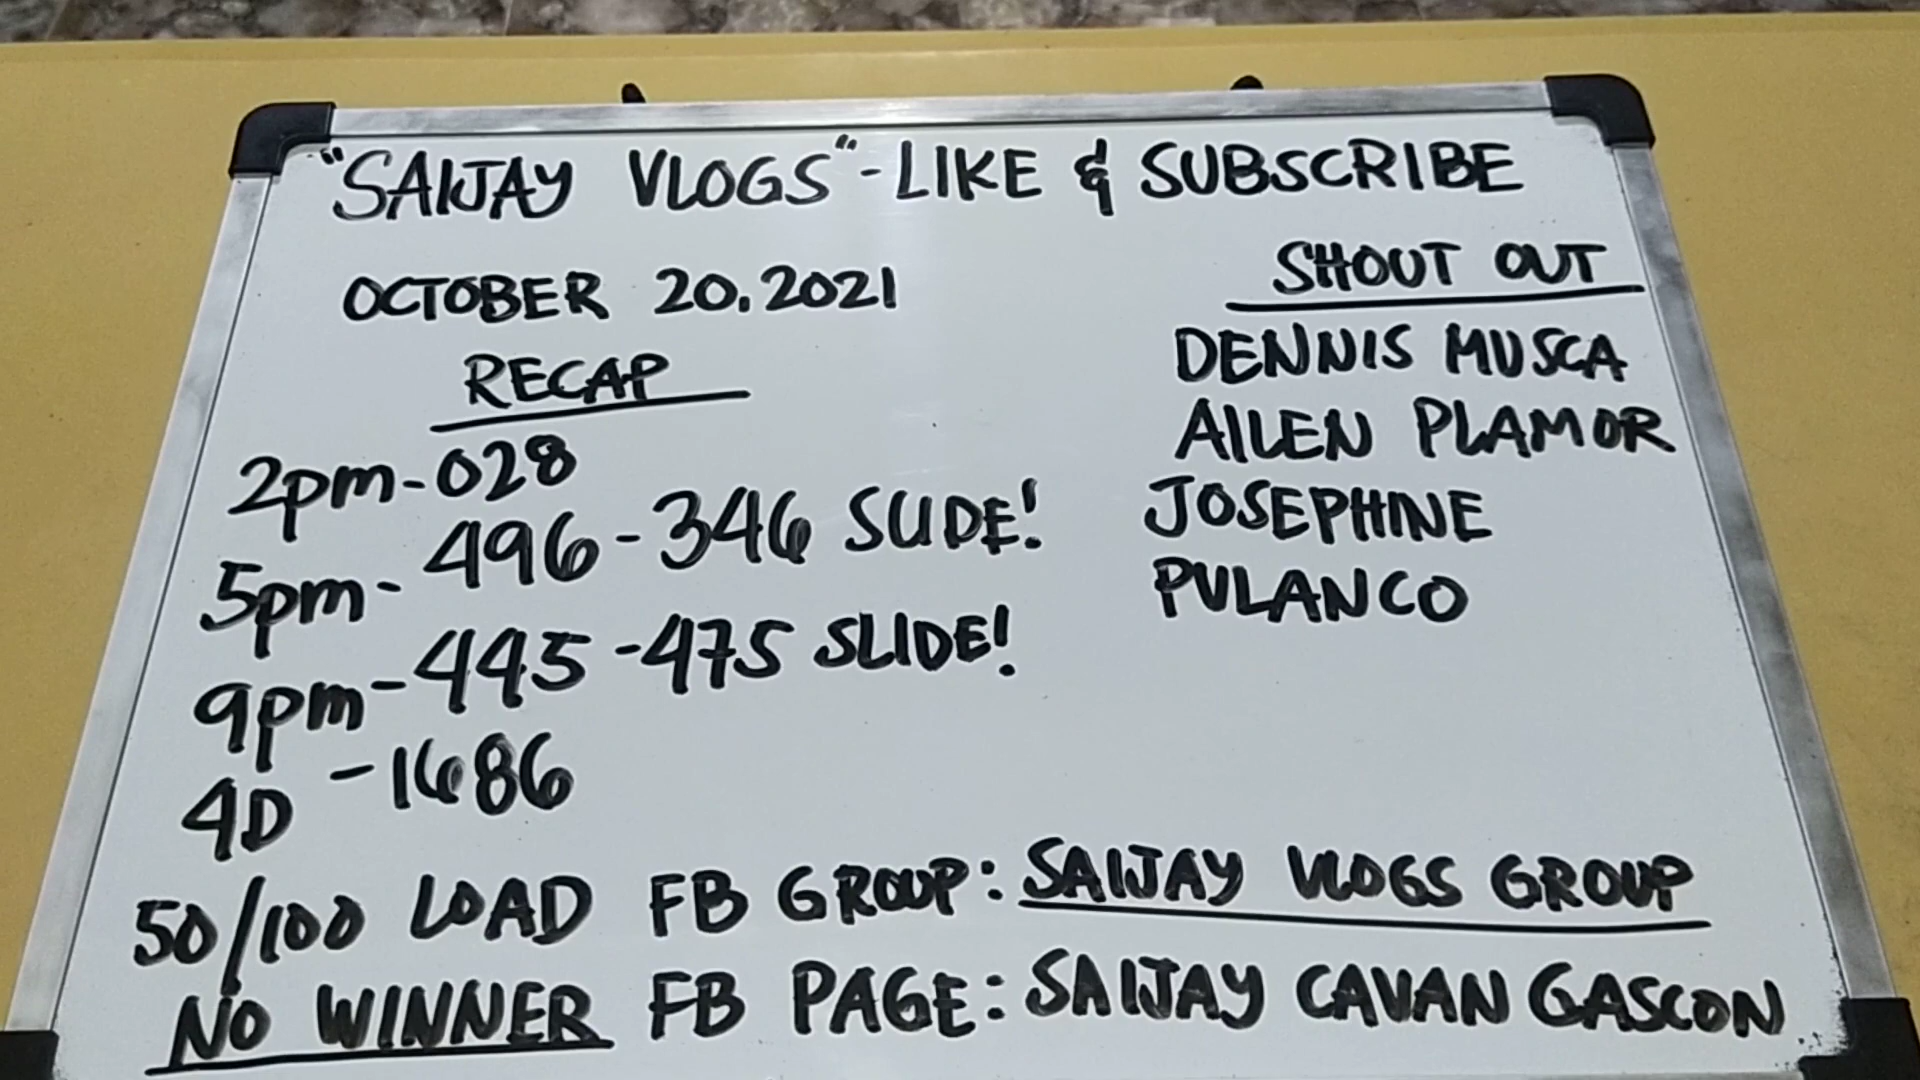 "SAIJAY VLOGS"-LIKE & SUBSCRIBE
OCTOBER 20.2021
RECAP
2pm-028
5pm-496-346 SLIDE!
9pm-445-475 SLIDE!
4D -1686
50/100 LOAD
NO WINNER
SHOUT OUT
DENNIS MUSCA
AILEN PLAMOR
JOSEPHINE
PULANCO
FB GROUP: SAIJAY VLOGS GROUP
FB PAGE: SAIJAY CAVAN GASCON